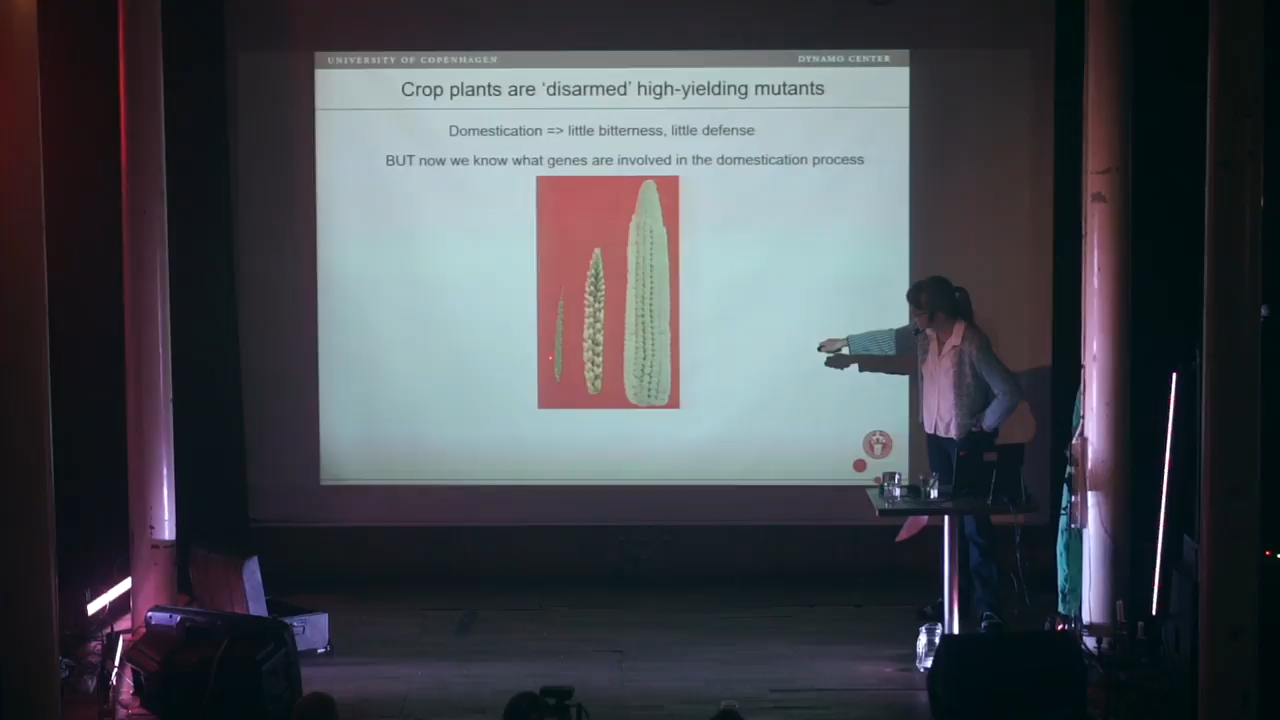 UNIVERSITY OF COPENHAGEN
DYNAMO CENTER
Crop plants are ‘disarmed’ high-yielding mutants
Domestication => little bitterness, little defense
BUT now we know what genes are involved in the domestication process